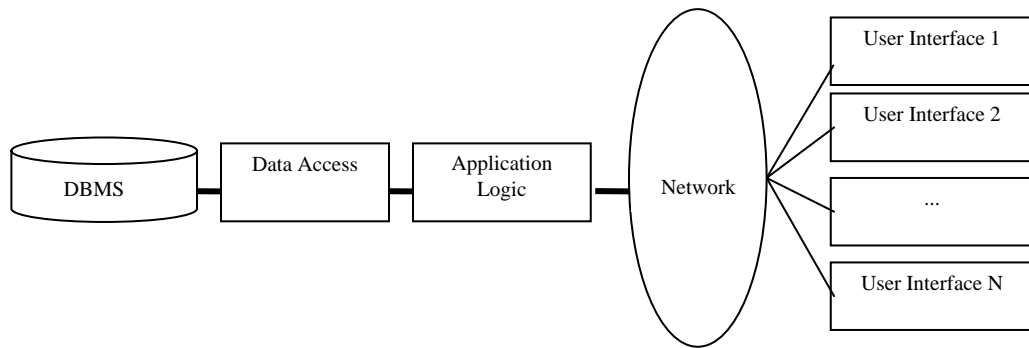 DBMS
Data Access
Application
Logic
Network
User Interface 1
User Interface 2
...
User Interface N